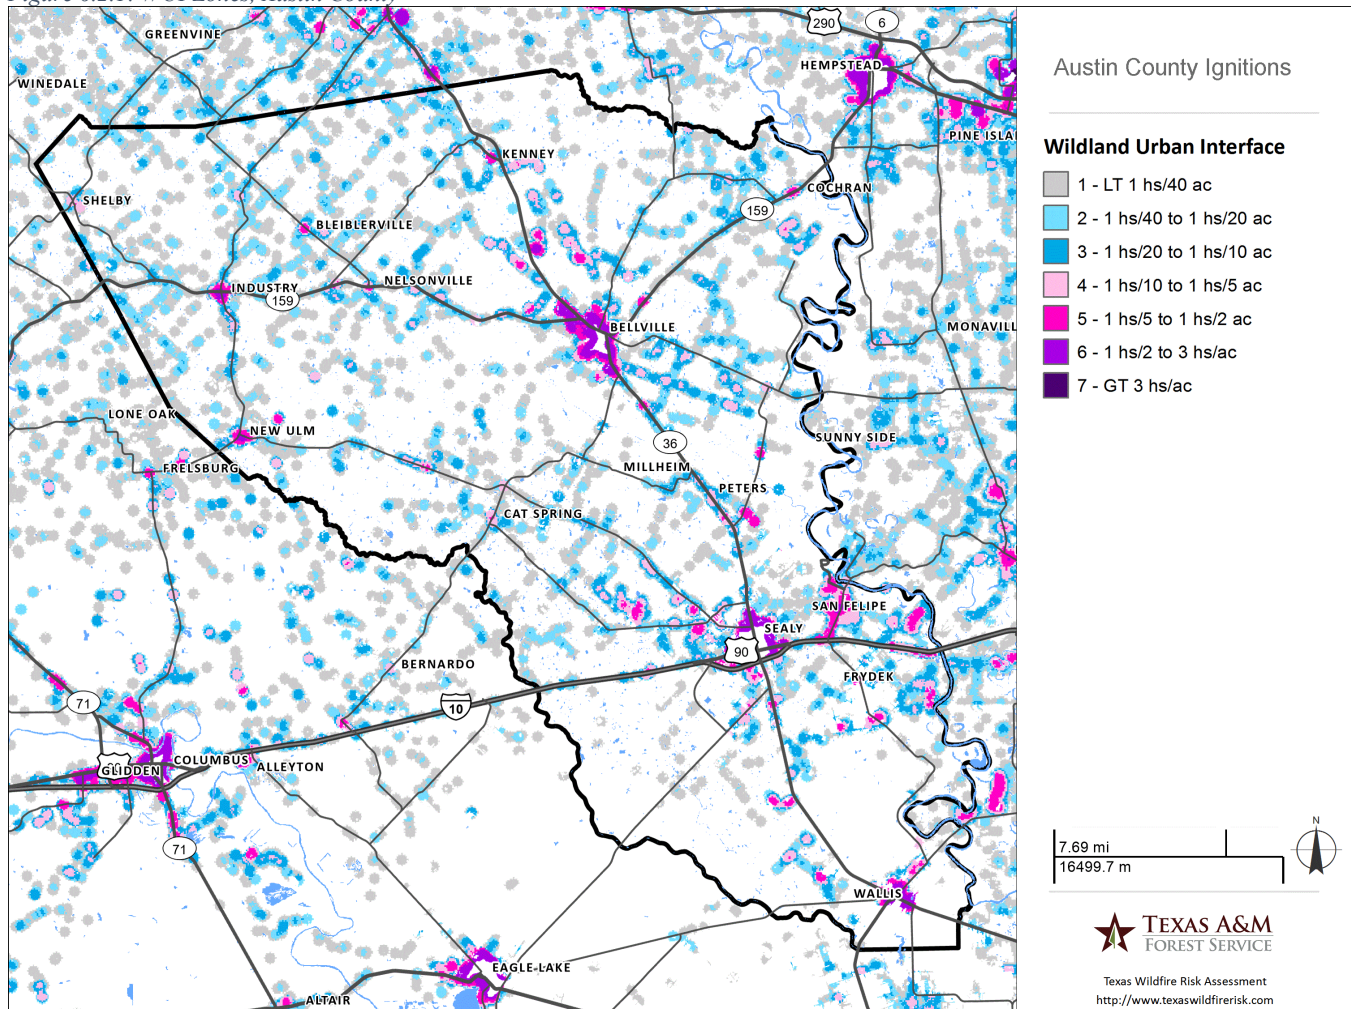 GREENVINE
290
6
HEMPSTEAD
WINEDALE
PINE ISLA
KENNEY
COCHRAN
SHELBY
159
BLEIBLERVILLE
INDUSTRY
NELSONVILLE
159
BELLVILLE
MONAVILL
LONE OAK
NEW ULM
36
SUNNY SIDE
FRELSBURG
MILLHEIM
PETERS
CAT SPRING
SAN FELIPE
SEALY
90
BERNARDO
FRYDEK
71
10
COLUMBUS
GLIDDEN
ALLEYTON
71
WALLIS
EAGLE LAKE
ALTAIR
Austin County Ignitions
Wildland Urban Interface
1 - LT 1 hs/40 ac
2 - 1 hs/40 to 1 hs/20 ac
3 - 1 hs/20 to 1 hs/10 ac
4 - 1 hs/10 to 1 hs/5 ac
5 - 1 hs/5 to 1 hs/2 ac
6 - 1 hs/2 to 3 hs/ac
7 - GT 3 hs/ac
7.69 mi
16499.7 m
N
TEXAS A&M
FOREST SERVICE
Texas Wildfire Risk Assessment
http://www.texaswildfirerisk.com